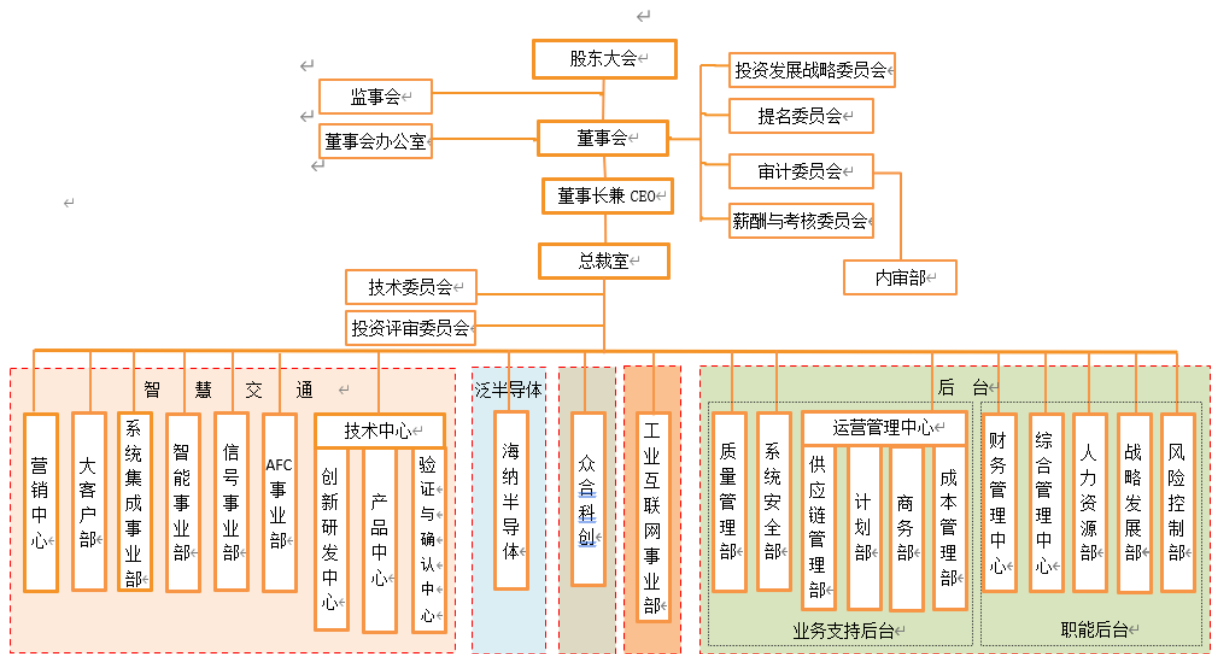 股东大会
投资发展战略委员会
监事会
提名委员会
董事会办公室
董事会
审计委员会
董事长兼 CEO
薪酬与考核委员会
总裁室
内审部
技术委员会
投资评审委员会
智 慧 交 通
泛半导体
后 台
营销中心
大客户部
系统集成事业部
智能事业部
信号事业部
AFC事业部
技术中心
创新研发中心
产品中心
验证与确认中心
海纳半导体
众合科创
工业互联网事业部
质量管理部
系统安全部
运营管理中心
供应链管理部
计划部
商务部
成本管理部
财务管理中心
综合管理中心
人力资源部
战略发展部
风险控制部
业务支持后台
职能后台